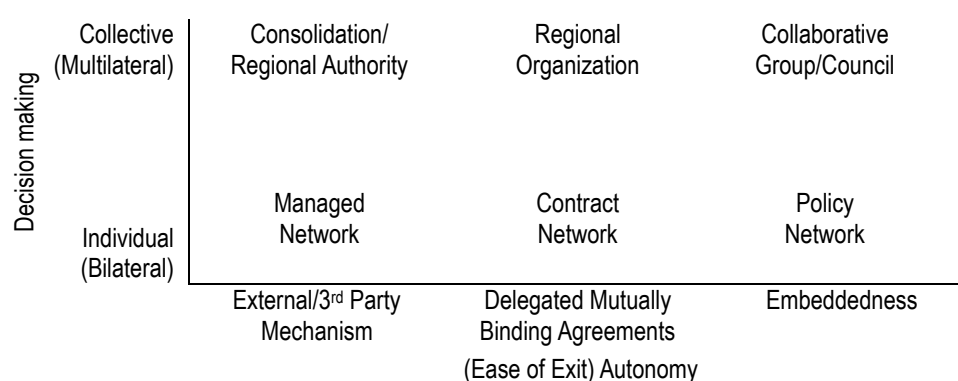 Decision making
Collective
(Multilateral)
Consolidation/
Regional Authority
Regional
Organization
Collaborative
Group/Council
Individual
(Bilateral)
Managed
Network
Contract
Network
Policy
Network
External/3rd Party
Mechanism
Delegated Mutually
Binding Agreements
Embeddedness
(Ease of Exit) Autonomy